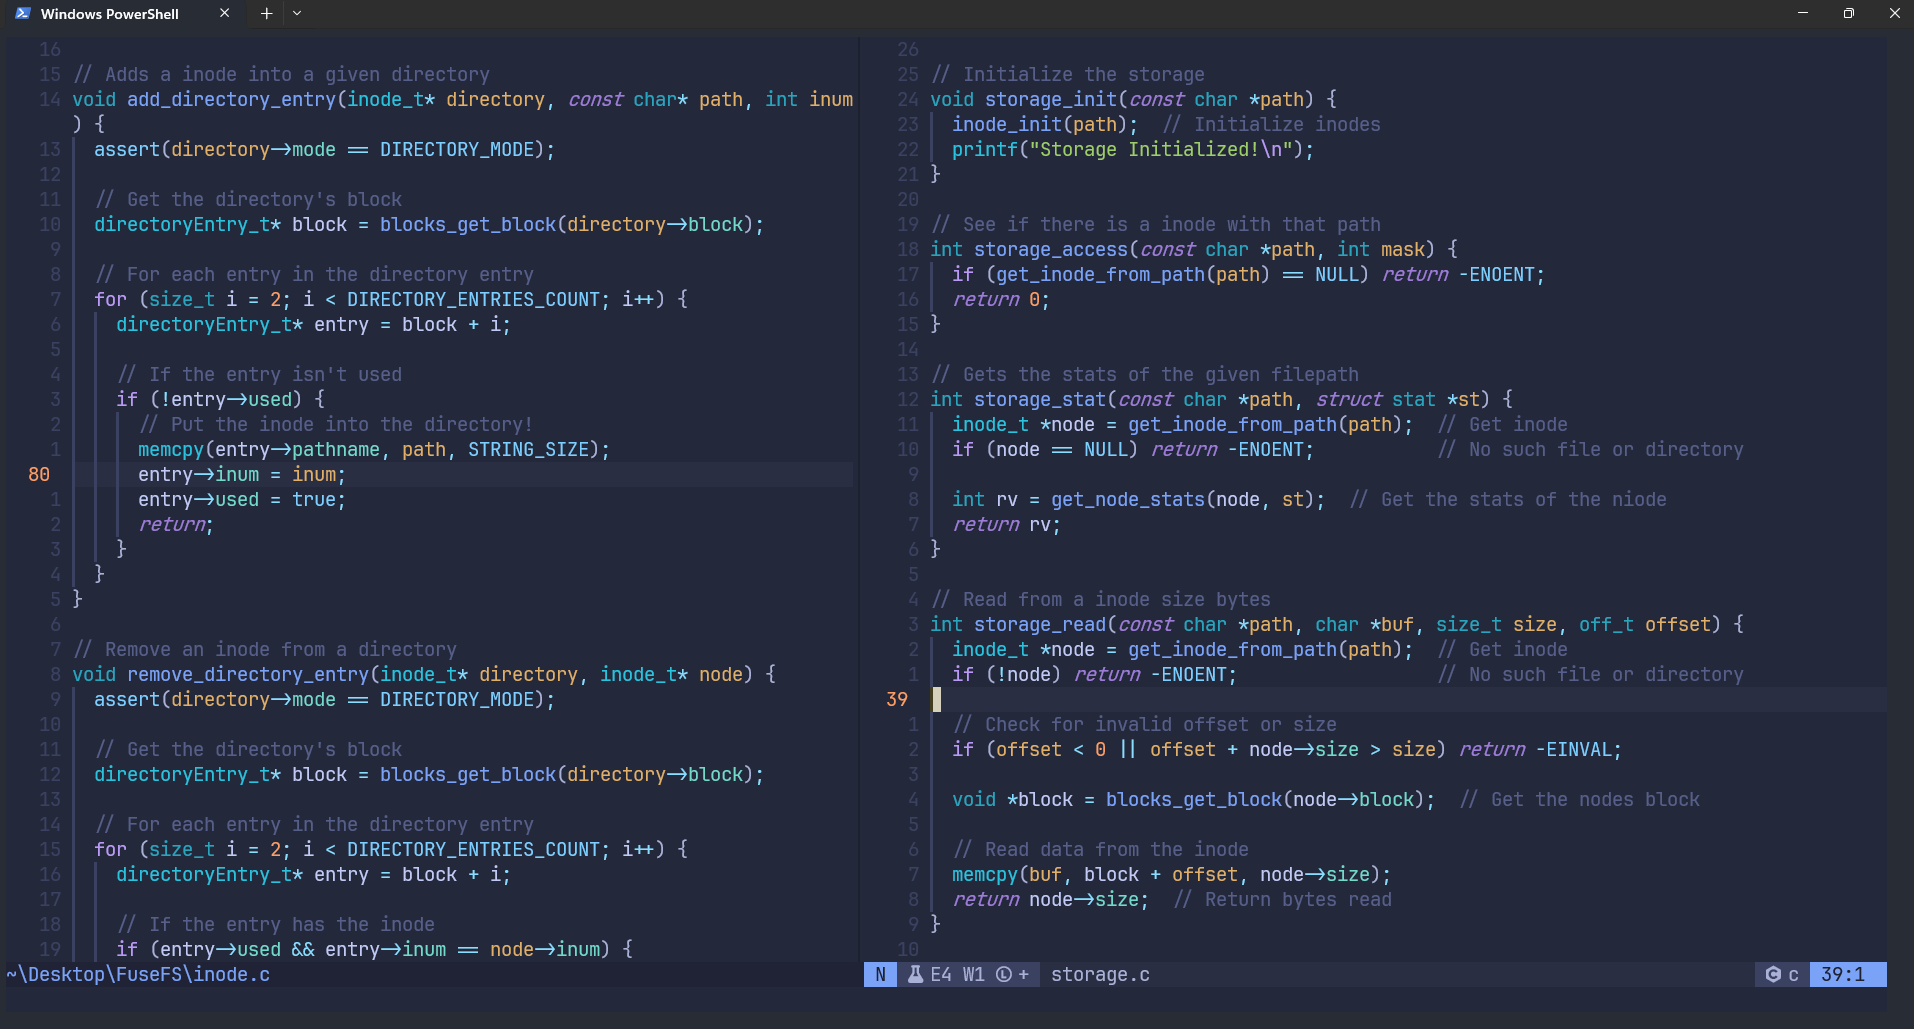 Windows PowerShell
16
15 // Adds a inode into a given directory
14 void add_directory_entry(inode_t* directory, const char* path, int inum
) {
13 assert(directory->mode == DIRECTORY_MODE);
12
11 // Get the directory's block
10 directoryEntry_t* block = blocks_get_block(directory->block);
9
8 // For each entry in the directory entry
7 for (size_t i = 2; i < DIRECTORY_ENTRIES_COUNT; i++) {
6 directoryEntry_t* entry = block + i;
5
4 // If the entry isn't used
3 if (!entry->used) {
2 // Put the inode into the directory!
1 memcpy(entry->pathname, path, STRING_SIZE);
80 entry->inum = inum;
1 entry->used = true;
2 return;
3 }
4 }
5 }
6
7 // Remove an inode from a directory
8 void remove_directory_entry(inode_t* directory, inode_t* node) {
9 assert(directory->mode == DIRECTORY_MODE);
10
11 // Get the directory's block
12 directoryEntry_t* block = blocks_get_block(directory->block);
13
14 // For each entry in the directory entry
15 for (size_t i = 2; i < DIRECTORY_ENTRIES_COUNT; i++) {
16 directoryEntry_t* entry = block + i;
17
18 // If the entry has the inode
19 if (entry->used && entry->inum == node->inum) {
~\Desktop\FuseFS\inode.c
26
25 // Initialize the storage
24 void storage_init(const char *path) {
23 inode_init(path); // Initialize inodes
22 printf("Storage Initialized!\n");
21 }
20
19 // See if there is a inode with that path
18 int storage_access(const char *path, int mask) {
17 if (get_inode_from_path(path) == NULL) return -ENOENT;
16 return 0;
15 }
14
13 // Gets the stats of the given filepath
12 int storage_stat(const char *path, struct stat *st) {
11 inode_t *node = get_inode_from_path(path); // Get inode
10 if (node == NULL) return -ENOENT; // No such file or directory
9
8 int rv = get_node_stats(node, st); // Get the stats of the niode
7 return rv;
6 }
5
4 // Read from a inode size bytes
3 int storage_read(const char *path, char *buf, size_t size, off_t offset) {
2 inode_t *node = get_inode_from_path(path); // Get inode
1 if (!node) return -ENOENT; // No such file or directory
39
1 // Check for invalid offset or size
2 if (offset < 0 || offset + node->size > size) return -EINVAL;
3
4 void *block = blocks_get_block(node->block); // Get the nodes block
5
6 // Read data from the inode
7 memcpy(buf, block + offset, node->size);
8 return node->size; // Return bytes read
9 }
10
N E4 W1 Ⓛ + storage.c C c 39:1